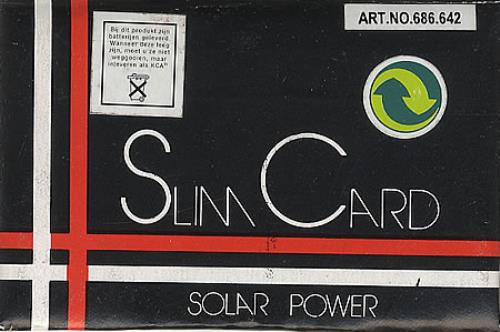 Bij dit produkt zijn
batterijen geleverd.
Wanneer deze leeg
zijn, moet u ze niet
weggooien, maar
inleveren als KCA
ART.NO.686.642
SLIM CARD
SOLAR POWER